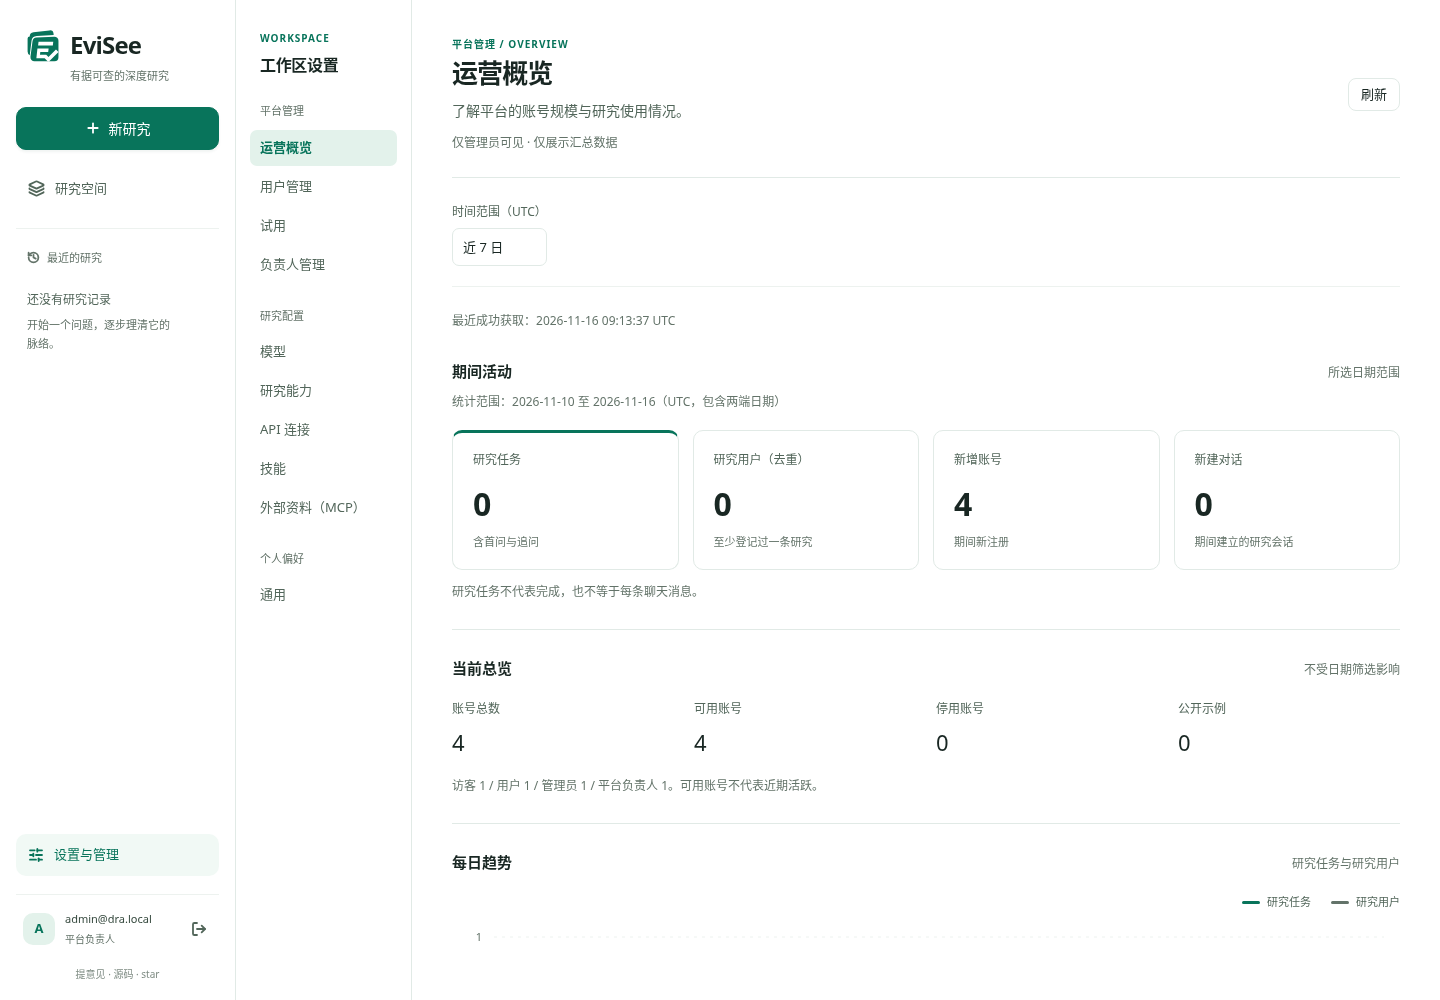 EviSee
有据可查的深度研究
新研究
研究空间
最近的研究
还没有研究记录
开始一个问题，逐步理清它的
脉络。
设置与管理
A
admin@dra.local
平台负责人
提意见 · 源码 · star
WORKSPACE
工作区设置
平台管理
运营概览
用户管理
试用
负责人管理
研究配置
模型
研究能力
API 连接
技能
外部资料（MCP）
个人偏好
通用
平台管理 / OVERVIEW
运营概览
了解平台的账号规模与研究使用情况。
仅管理员可见 · 仅展示汇总数据
刷新
时间范围（UTC）
近 7 日
最近成功获取：2026-11-16 09:13:37 UTC
期间活动
所选日期范围
统计范围：2026-11-10 至 2026-11-16（UTC，包含两端日期）
研究任务
0
含首问与追问
研究用户（去重）
0
至少登记过一条研究
新增账号
4
期间新注册
新建对话
0
期间建立的研究会话
研究任务不代表完成，也不等于每条聊天消息。
当前总览
不受日期筛选影响
账号总数
4
可用账号
4
停用账号
0
公开示例
0
访客 1 / 用户 1 / 管理员 1 / 平台负责人 1。可用账号不代表近期活跃。
每日趋势
研究任务与研究用户
研究任务
研究用户
1